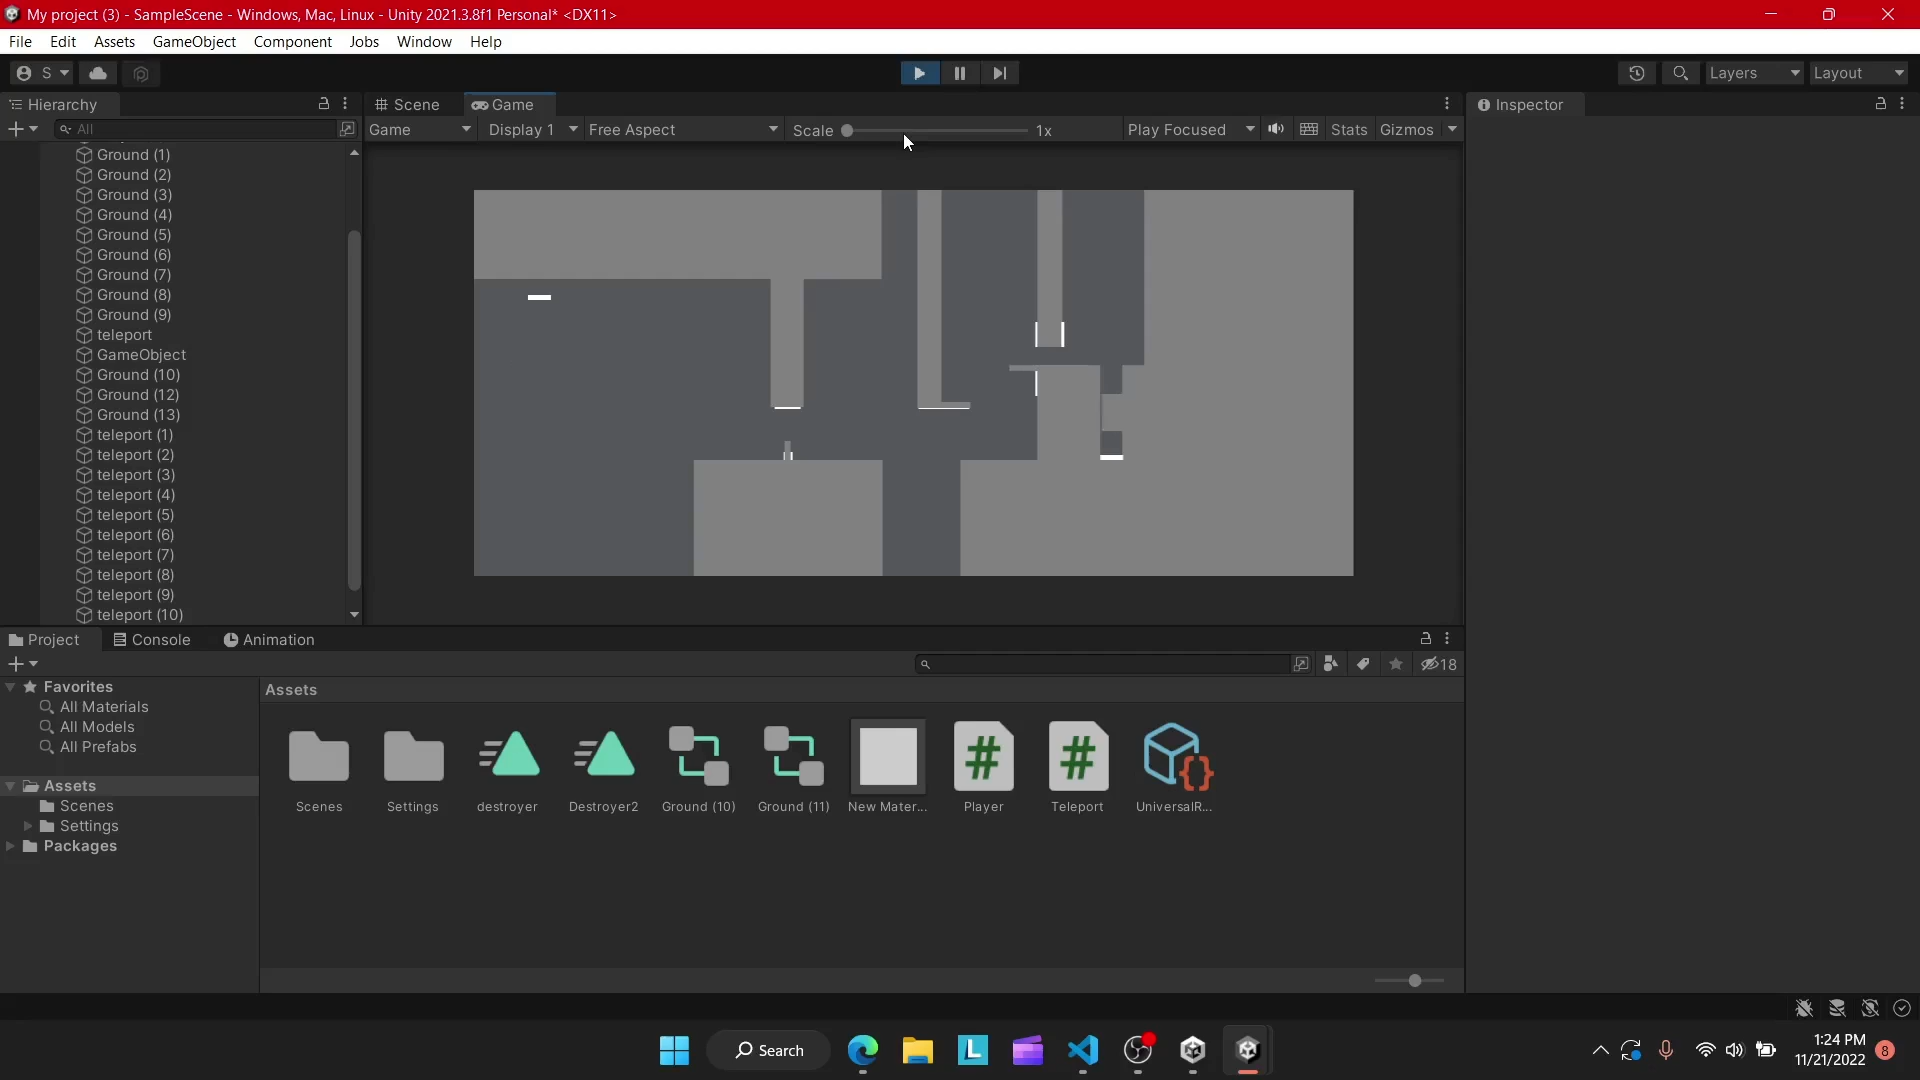 My project (3) - SampleScene - Windows, Mac, Linux - Unity 2021.3.8f1 Personal* <DX11>
File Edit Assets GameObject Component Jobs Window Help
S
Layers
Layout
Hierarchy
Scene
Game
Inspector
All
Game
Display 1
Free Aspect
Scale
1x
Play Focused
Stats
Gizmos
Ground (1)
Ground (2)
Ground (3)
Ground (4)
Ground (5)
Ground (6)
Ground (7)
Ground (8)
Ground (9)
teleport
GameObject
Ground (10)
Ground (12)
Ground (13)
teleport (1)
teleport (2)
teleport (3)
teleport (4)
teleport (5)
teleport (6)
teleport (7)
teleport (8)
teleport (9)
teleport (10)
Project
Console
Animation
18
Favorites
All Materials
All Models
All Prefabs
Assets
Scenes
Settings
Packages
Assets
Scenes
Settings
destroyer
Destroyer2
Ground (10)
Ground (11)
New Mater...
Player
Teleport
UniversalR...
Search
L
1:24 PM
11/21/2022
8